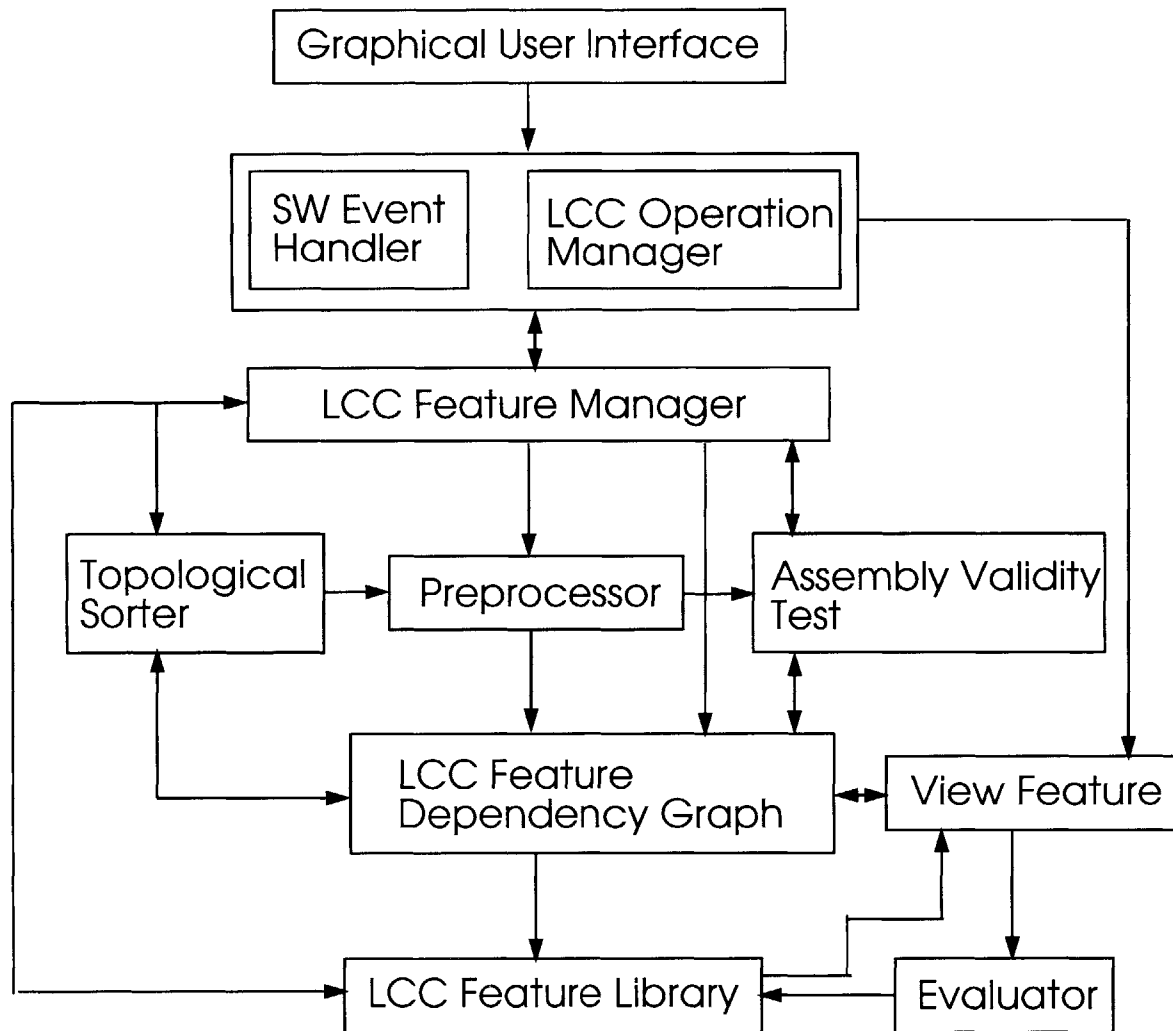 Graphical User Interface
SW Event
Handler
LCC Operation
Manager
LCC Feature Manager
Topological
Sorter
Preprocessor
Assembly Validity
Test
LCC Feature
Dependency Graph
View Feature
LCC Feature Library
Evaluator